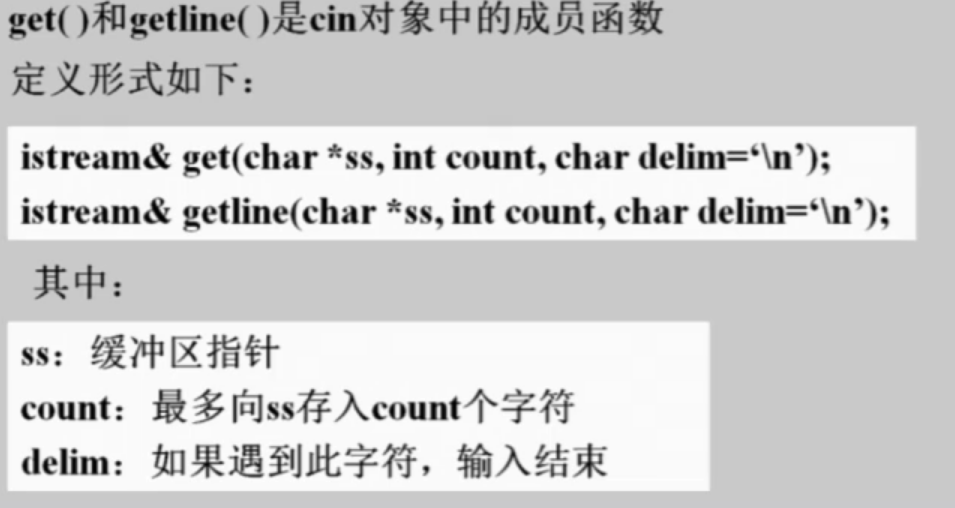 get( )和getline( )是cin对象中的成员函数
定义形式如下：
istream& get(char *ss, int count, char delim=‘\n’);
istream& getline(char *ss, int count, char delim=‘\n’);
其中：
ss：缓冲区指针
count：最多向ss存入count个字符
delim：如果遇到此字符，输入结束